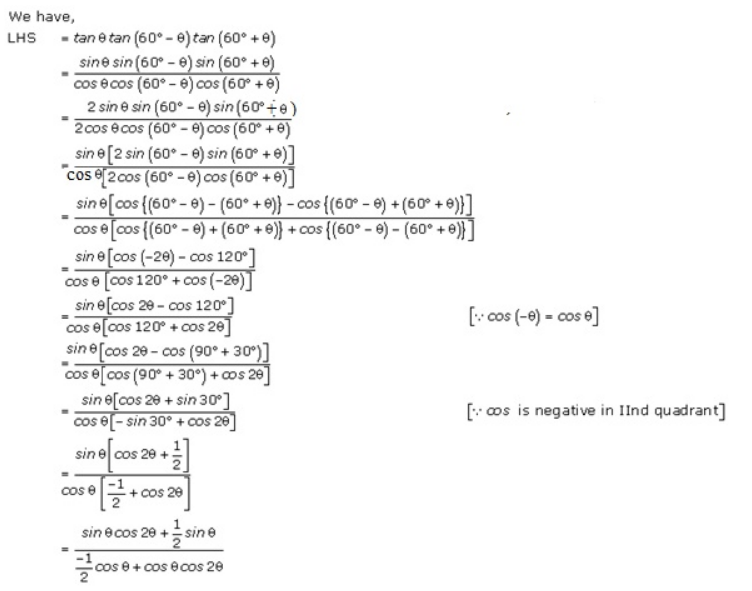 We have,
LHS = tan θ tan (60° − θ) tan (60° + θ)
= sin θ sin (60° − θ) sin (60° + θ) / cos θ cos (60° − θ) cos (60° + θ)
= 2 sin θ sin (60° − θ) sin (60° + θ) / 2 cos θ cos (60° − θ) cos (60° + θ)
= sin θ [2 sin (60° − θ) sin (60° + θ)] / cos θ [2 cos (60° − θ) cos (60° + θ)]
= sin θ [cos {(60° − θ) − (60° + θ)} − cos {(60° − θ) + (60° + θ)}] / cos θ [cos {(60° − θ) + (60° + θ)} + cos {(60° − θ) − (60° + θ)}]
= sin θ [cos (−2θ) − cos 120°] / cos θ [cos 120° + cos (−2θ)]
= sin θ [cos 2θ − cos 120°] / cos θ [cos 120° + cos 2θ] [∵ cos (−θ) = cos θ]
= sin θ [cos 2θ − cos (90° + 30°)] / cos θ [cos (90° + 30°) + cos 2θ]
= sin θ [cos 2θ + sin 30°] / cos θ [− sin 30° + cos 2θ] [∵ cos is negative in IInd quadrant]
= sin θ [cos 2θ + 1/2] / cos θ [−1/2 + cos 2θ]
= sin θ cos 2θ + 1/2 sin θ / −1/2 cos θ + cos θ cos 2θ